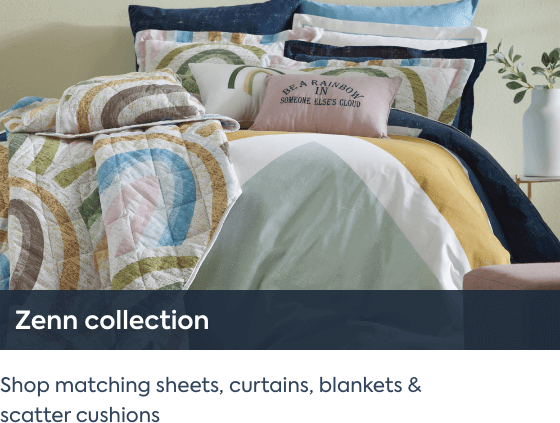 BE A RAINBOW
IN
SOMEONE ELSE'S CLOUD
Zenn collection
Shop matching sheets, curtains, blankets &
scatter cushions